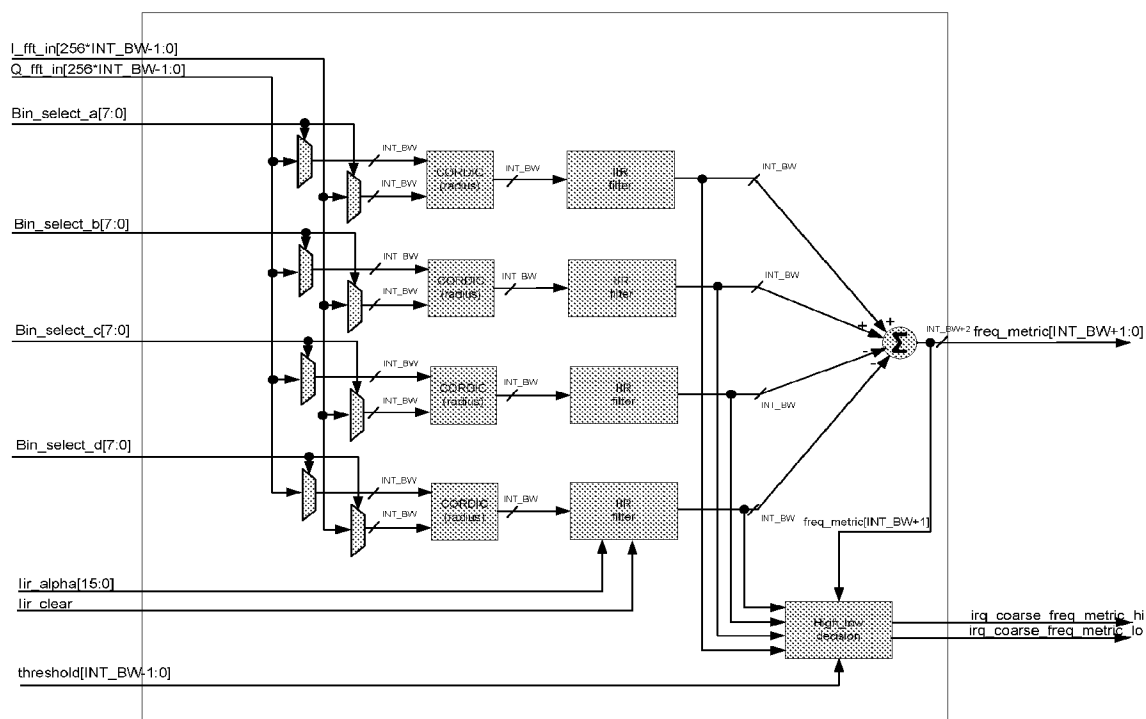 I_fft_in[256*INT_BW-1:0]
Q_fft_in[256*INT_BW-1:0]
Bin_select_a[7:0]
INT_BW
INT_BW
CORDIC
(radius)
INT_BW
IIR
filter
INT_BW
Bin_select_b[7:0]
INT_BW
INT_BW
CORDIC
(radius)
INT_BW
IIR
filter
INT_BW
Bin_select_c[7:0]
INT_BW
INT_BW
CORDIC
(radius)
INT_BW
IIR
filter
INT_BW
Bin_select_d[7:0]
INT_BW
INT_BW
CORDIC
(radius)
INT_BW
IIR
filter
INT_BW
+
+
-
-
Σ
INT_BW+2
freq_metric[INT_BW+1:0]
freq_metric[INT_BW+1]
Iir_alpha[15:0]
Iir_clear
High_low
decision
irq_coarse_freq_metric_hi
irq_coarse_freq_metric_lo
threshold[INT_BW-1:0]